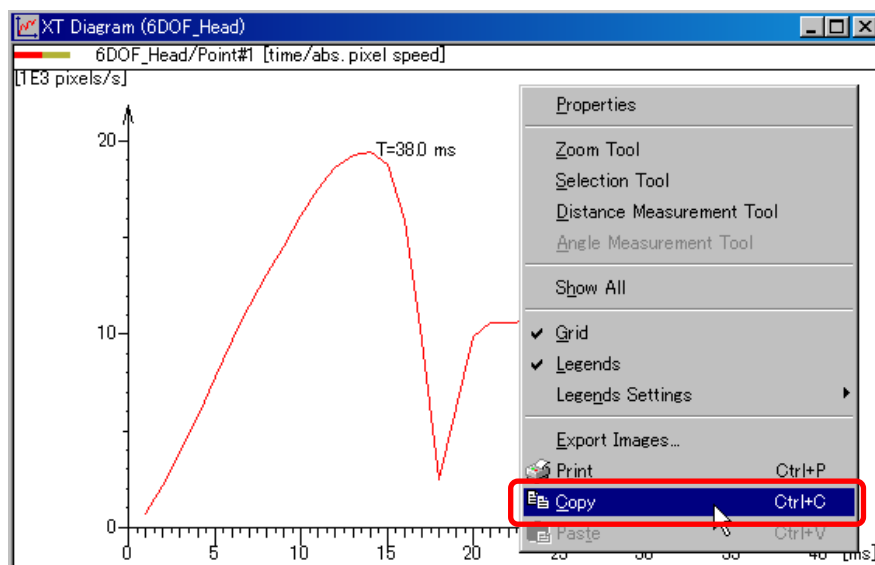 XT Diagram (6DOF_Head)
6DOF_Head/Point#1 [time/abs. pixel speed]
[1E3 pixels/s]
20
T=38.0 ms
10
0
0 5 10 15 20 25 30 35 40 [ms]
Properties
Zoom Tool
Selection Tool
Distance Measurement Tool
Angle Measurement Tool
Show All
Grid
Legends
Legends Settings
Export Images...
Print Ctrl+P
Copy Ctrl+C
Paste Ctrl+V